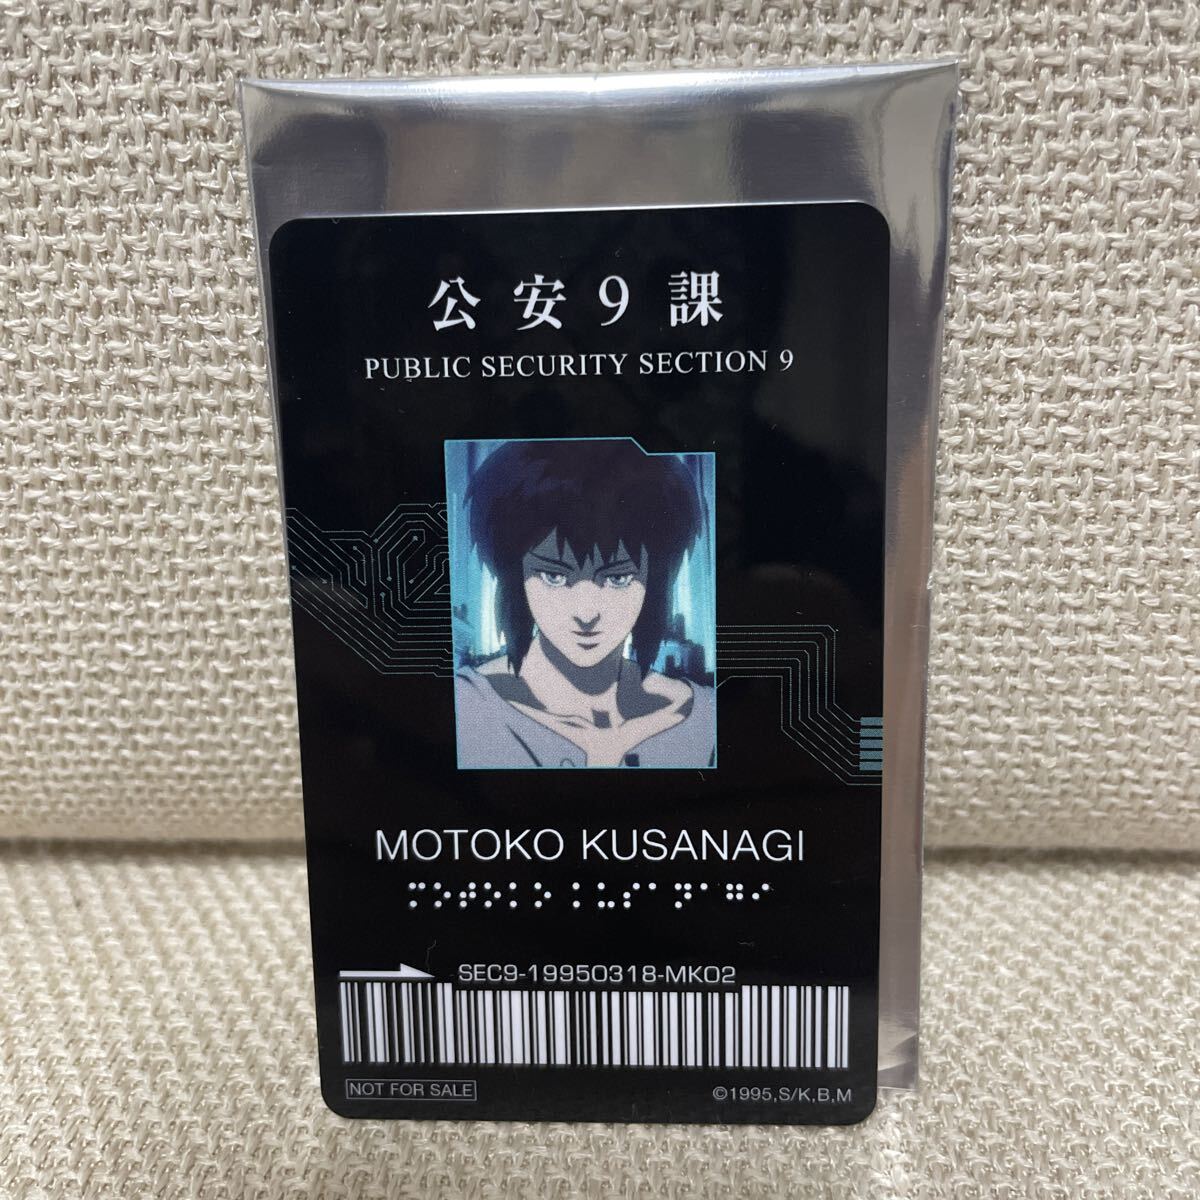 公安9課
PUBLIC SECURITY SECTION 9
MOTOKO KUSANAGI
⠍⠕⠞⠕⠅⠕ ⠅⠥⠎⠁⠝⠁⠛⠊
SEC9-19950318-MK02
NOT FOR SALE
©1995,S/K,B,M